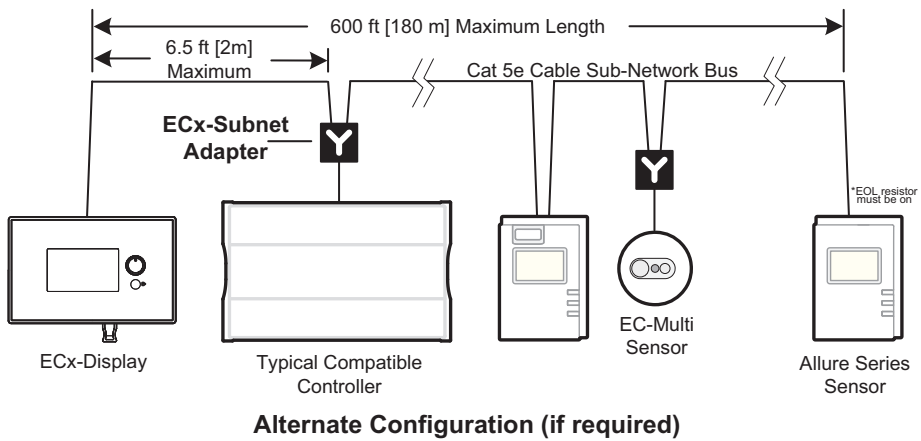 600 ft [180 m] Maximum Length
6.5 ft [2m]
Maximum
Cat 5e Cable Sub-Network Bus
ECx-Subnet
Adapter
*EOL resistor
must be on
ECx-Display
Typical Compatible
Controller
EC-Multi
Sensor
Allure Series
Sensor
Alternate Configuration (if required)